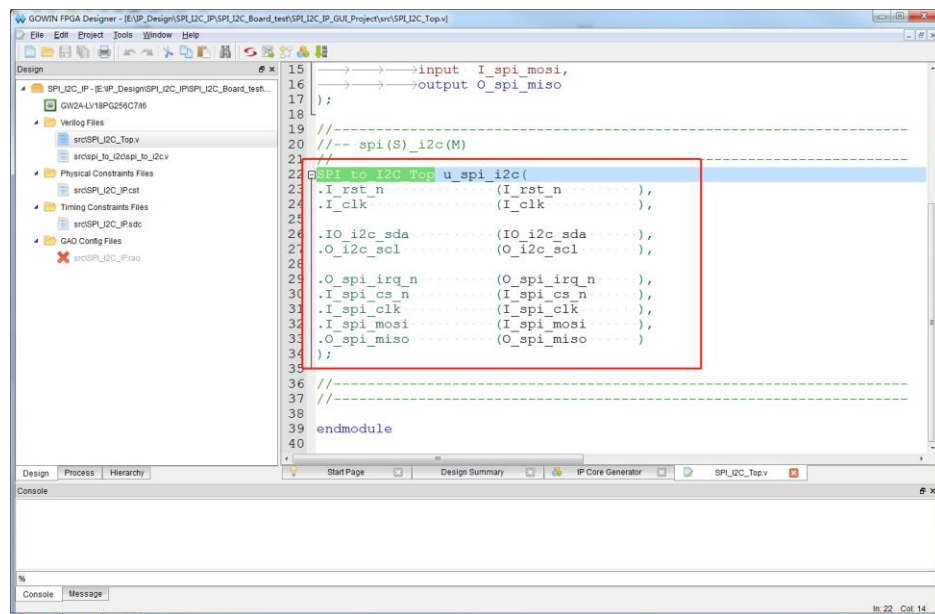 GOWIN FPGA Designer - [E:\IP_Design\SPI_I2C_IP\SPI_I2C_Board_test\SPI_I2C_IP_GUI_Project\src\SPI_I2C_Top.v]
File Edit Project Tools Window Help
Design
SPI_I2C_IP - [E:\IP_Design\SPI_I2C_IP\SPI_I2C_Board_test\...
GW2A-LV18PG256C7/I6
Verilog Files
src\SPI_I2C_Top.v
src\spi_to_i2c\spi_to_i2c.v
Physical Constraints Files
src\SPI_I2C_IP.cst
Timing Constraints Files
src\SPI_I2C_IP.sdc
GAO Config Files
src\SPI_I2C_IP.rao
15 input I_spi_mosi,
16 output O_spi_miso
17 );
18
19 //--------------------------------------------------------------------
20 //-- spi(S)_i2c(M)
21 //--------------------------------------------------------------------
22 SPI_to_I2C_Top u_spi_i2c(
23 .I_rst_n (I_rst_n ),
24 .I_clk (I_clk ),
25
26 .IO_i2c_sda (IO_i2c_sda ),
27 .O_i2c_scl (O_i2c_scl ),
28
29 .O_spi_irq_n (O_spi_irq_n ),
30 .I_spi_cs_n (I_spi_cs_n ),
31 .I_spi_clk (I_spi_clk ),
32 .I_spi_mosi (I_spi_mosi ),
33 .O_spi_miso (O_spi_miso )
34 );
35
36 //--------------------------------------------------------------------
37 //--------------------------------------------------------------------
38
39 endmodule
40
Design Process Hierarchy
Start Page Design Summary IP Core Generator SPI_I2C_Top.v
Console
%
Console Message
In: 22 Col: 14